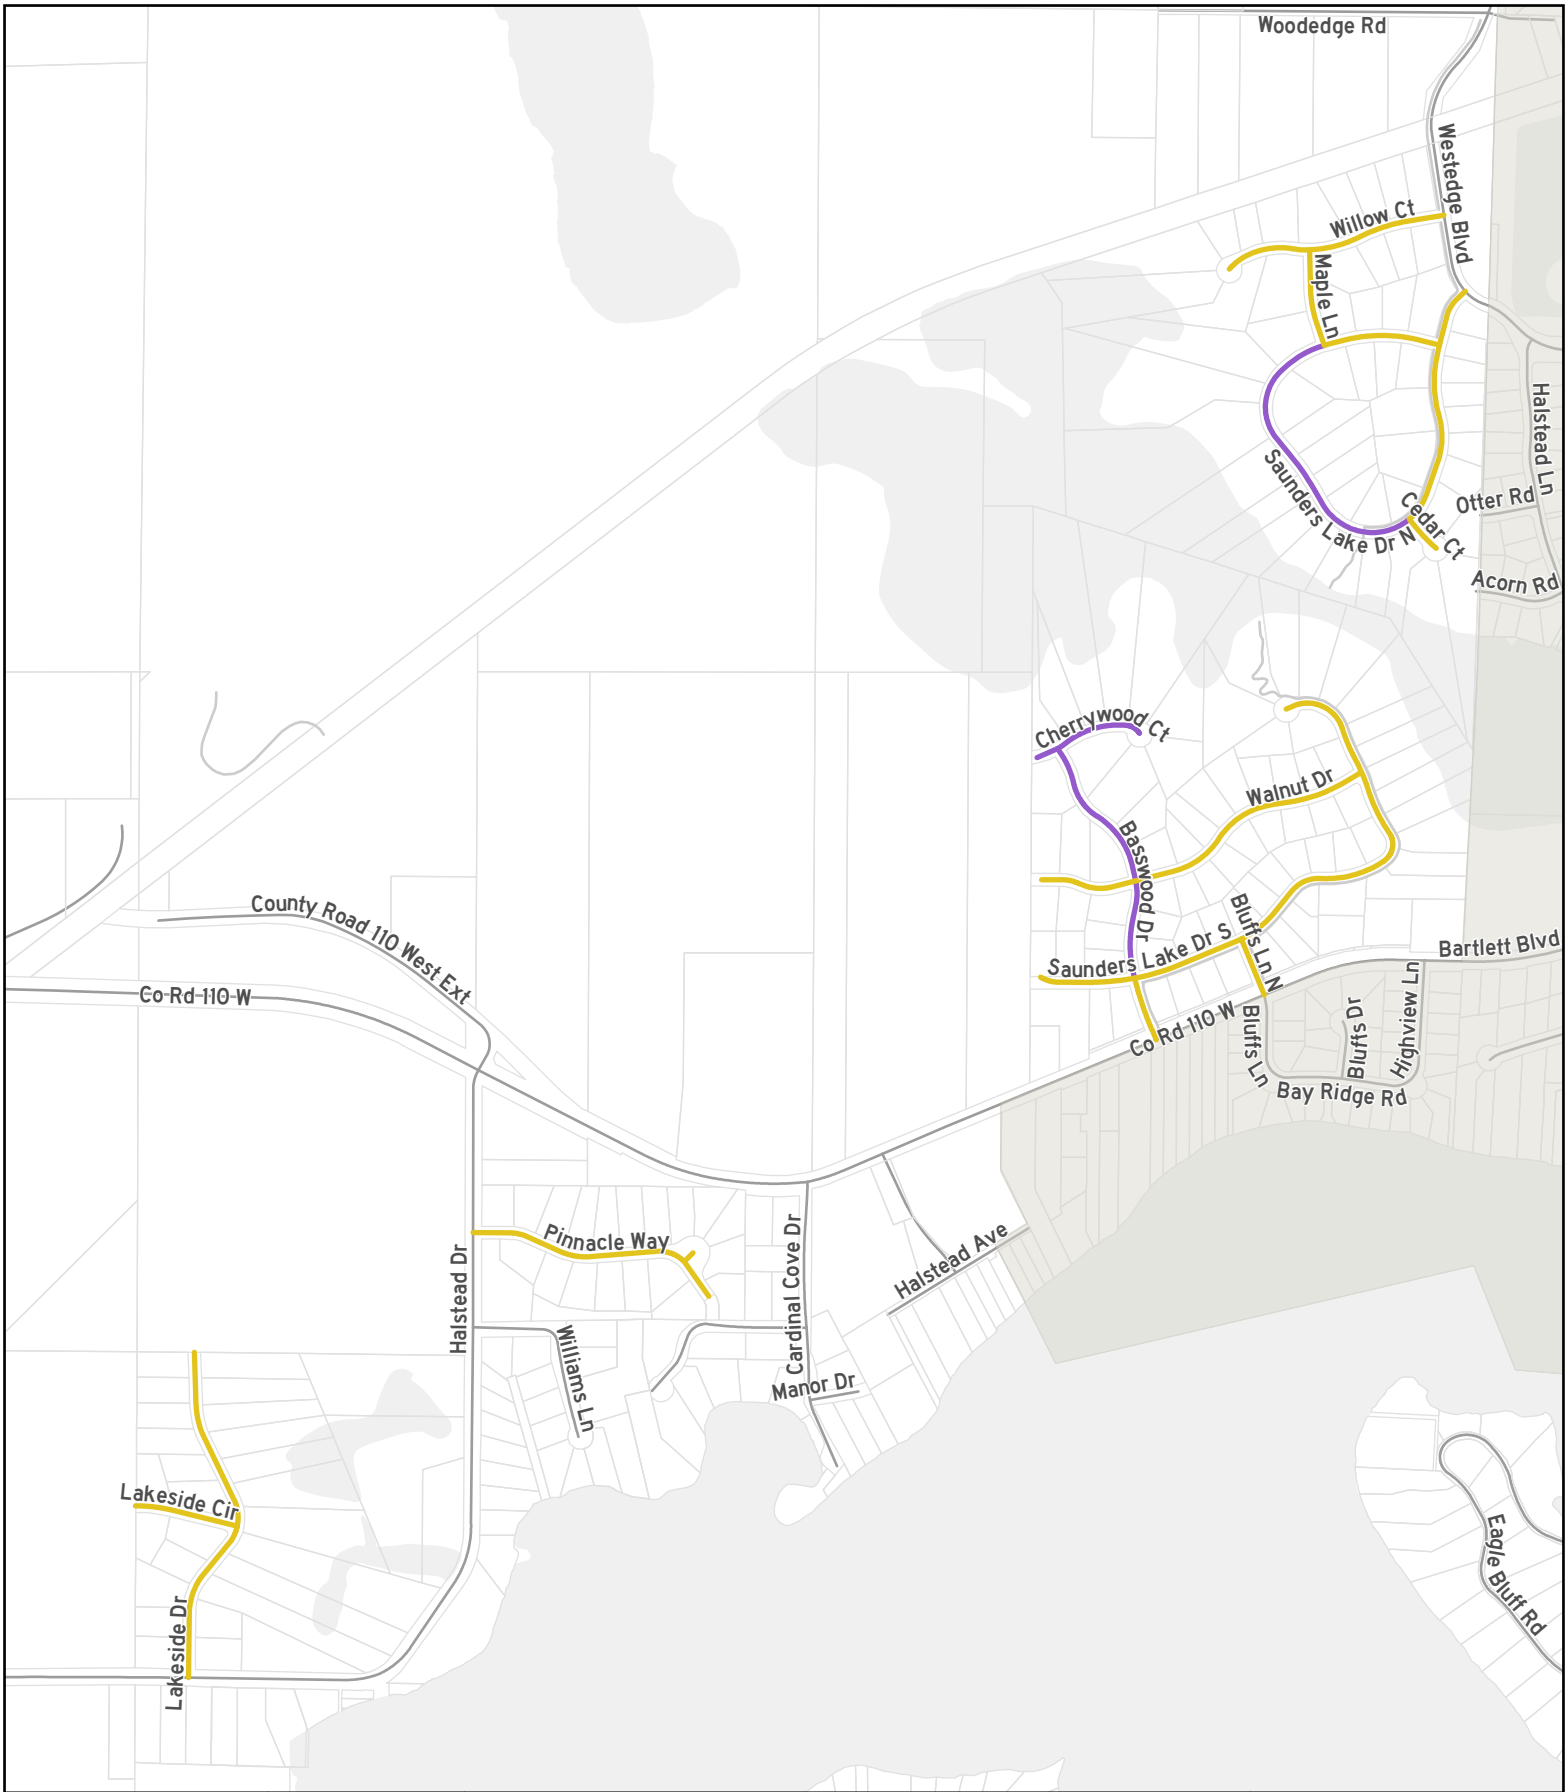 Woodedge Rd
Westedge Blvd
Willow Ct
Maple Ln
Halstead Ln
Saunders Lake Dr N
Cedar Ct
Otter Rd
Acorn Rd
Cherrywood Ct
Walnut Dr
Basswood Dr
Bluffs Ln N
Saunders Lake Dr S
County Road 110 West Ext
Bartlett Blvd
Co Rd 110 W
Co Rd 110 W
Bluffs Ln
Bluffs Dr
Highview Ln
Bay Ridge Rd
Pinnacle Way
Halstead Dr
Cardinal Cove Dr
Halstead Ave
Williams Ln
Manor Dr
Lakeside Cir
Lakeside Dr
Eagle Bluff Rd